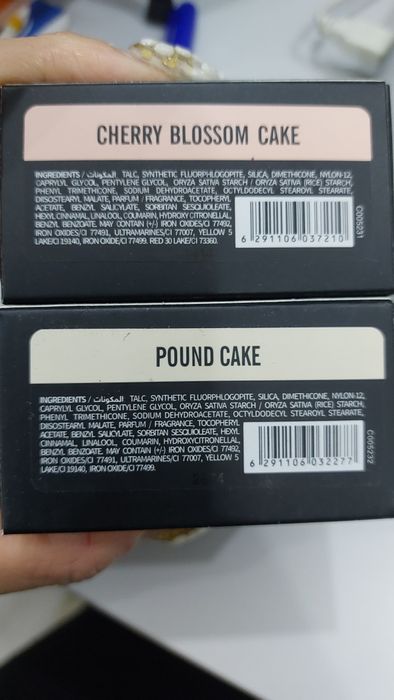 CHERRY BLOSSOM CAKE
INGREDIENTS / المكونات TALC, SYNTHETIC FLUORPHLOGOPITE, SILICA, DIMETHICONE, NYLON-12,
CAPRYLYL GLYCOL, PENTYLENE GLYCOL, ORYZA SATIVA STARCH / ORYZA SATIVA (RICE) STARCH,
PHENYL TRIMETHICONE, SODIUM DEHYDROACETATE, OCTYLDODECYL STEAROYL STEARATE,
DIISOSTEARYL MALATE, PARFUM / FRAGRANCE, TOCOPHERYL
ACETATE, BENZYL SALICYLATE, SORBITAN SESQUIOLEATE,
HEXYL CINNAMAL, LINALOOL, COUMARIN, HYDROXYCITRONELLAL,
BENZYL BENZOATE. MAY CONTAIN (+/-) IRON OXIDES/CI 77492,
IRON OXIDES/CI 77491, ULTRAMARINES/CI 77007, YELLOW 5
LAKE/CI 19140, IRON OXIDE/CI 77499. RED 30 LAKE/CI 73360.
6 291106 037210
C005231
POUND CAKE
INGREDIENTS / المكونات TALC, SYNTHETIC FLUORPHLOGOPITE, SILICA, DIMETHICONE, NYLON-12,
CAPRYLYL GLYCOL, PENTYLENE GLYCOL, ORYZA SATIVA STARCH / ORYZA SATIVA (RICE) STARCH,
PHENYL TRIMETHICONE, SODIUM DEHYDROACETATE, OCTYLDODECYL STEAROYL STEARATE,
DIISOSTEARYL MALATE, PARFUM / FRAGRANCE, TOCOPHERYL
ACETATE, BENZYL SALICYLATE, SORBITAN SESQUIOLEATE, HEXYL
CINNAMAL, LINALOOL, COUMARIN, HYDROXYCITRONELLAL,
BENZYL BENZOATE. MAY CONTAIN (+/-) IRON OXIDES/CI 77492,
IRON OXIDES/CI 77491, ULTRAMARINES/CI 77007, YELLOW 5
LAKE/CI 19140, IRON OXIDE/CI 77499.
6 291106 032277
C005232